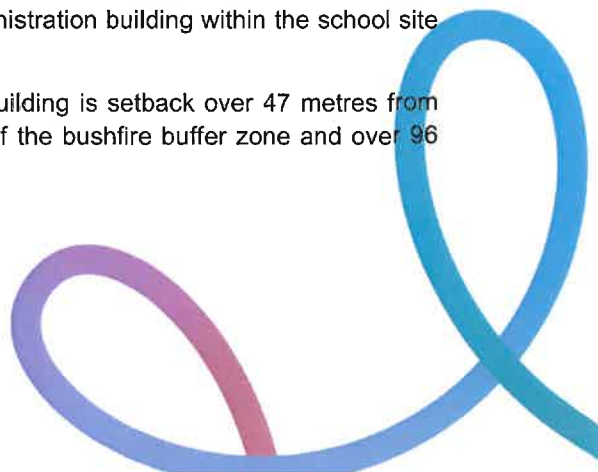 nistration building within the school site
uilding is setback over 47 metres from
f the bushfire buffer zone and over 96